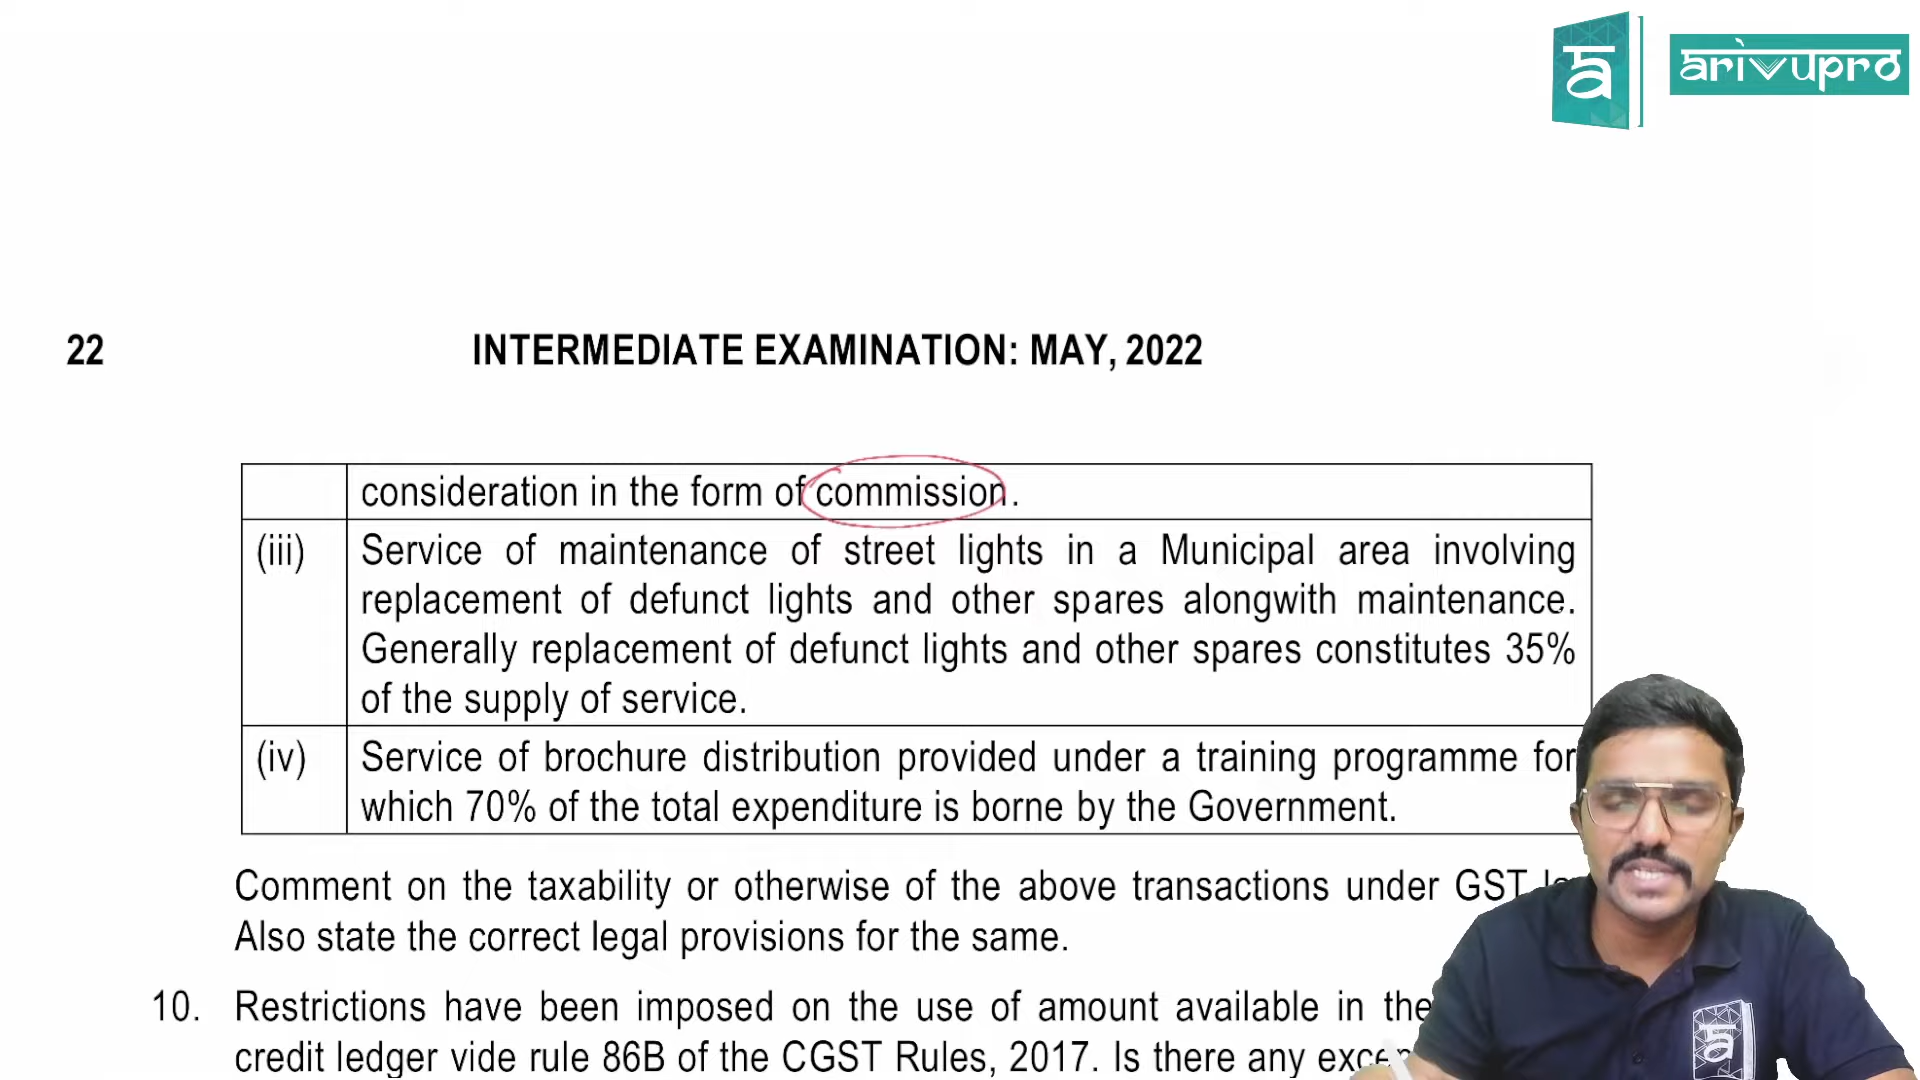 ā
arivupro
22
INTERMEDIATE EXAMINATION: MAY, 2022
consideration in the form of commission.
(iii) Service of maintenance of street lights in a Municipal area involving
replacement of defunct lights and other spares alongwith maintenance.
Generally replacement of defunct lights and other spares constitutes 35%
of the supply of service.
(iv) Service of brochure distribution provided under a training programme for
which 70% of the total expenditure is borne by the Government.
Comment on the taxability or otherwise of the above transactions under GST
Also state the correct legal provisions for the same.
10. Restrictions have been imposed on the use of amount available in the
credit ledger vide rule 86B of the CGST Rules, 2017. Is there any
ā